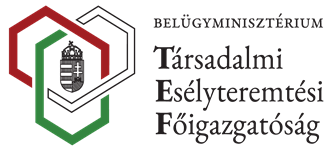 BELÜGYMINISZTÉRIUM
Társadalmi
Esélyteremtési
Főigazgatóság